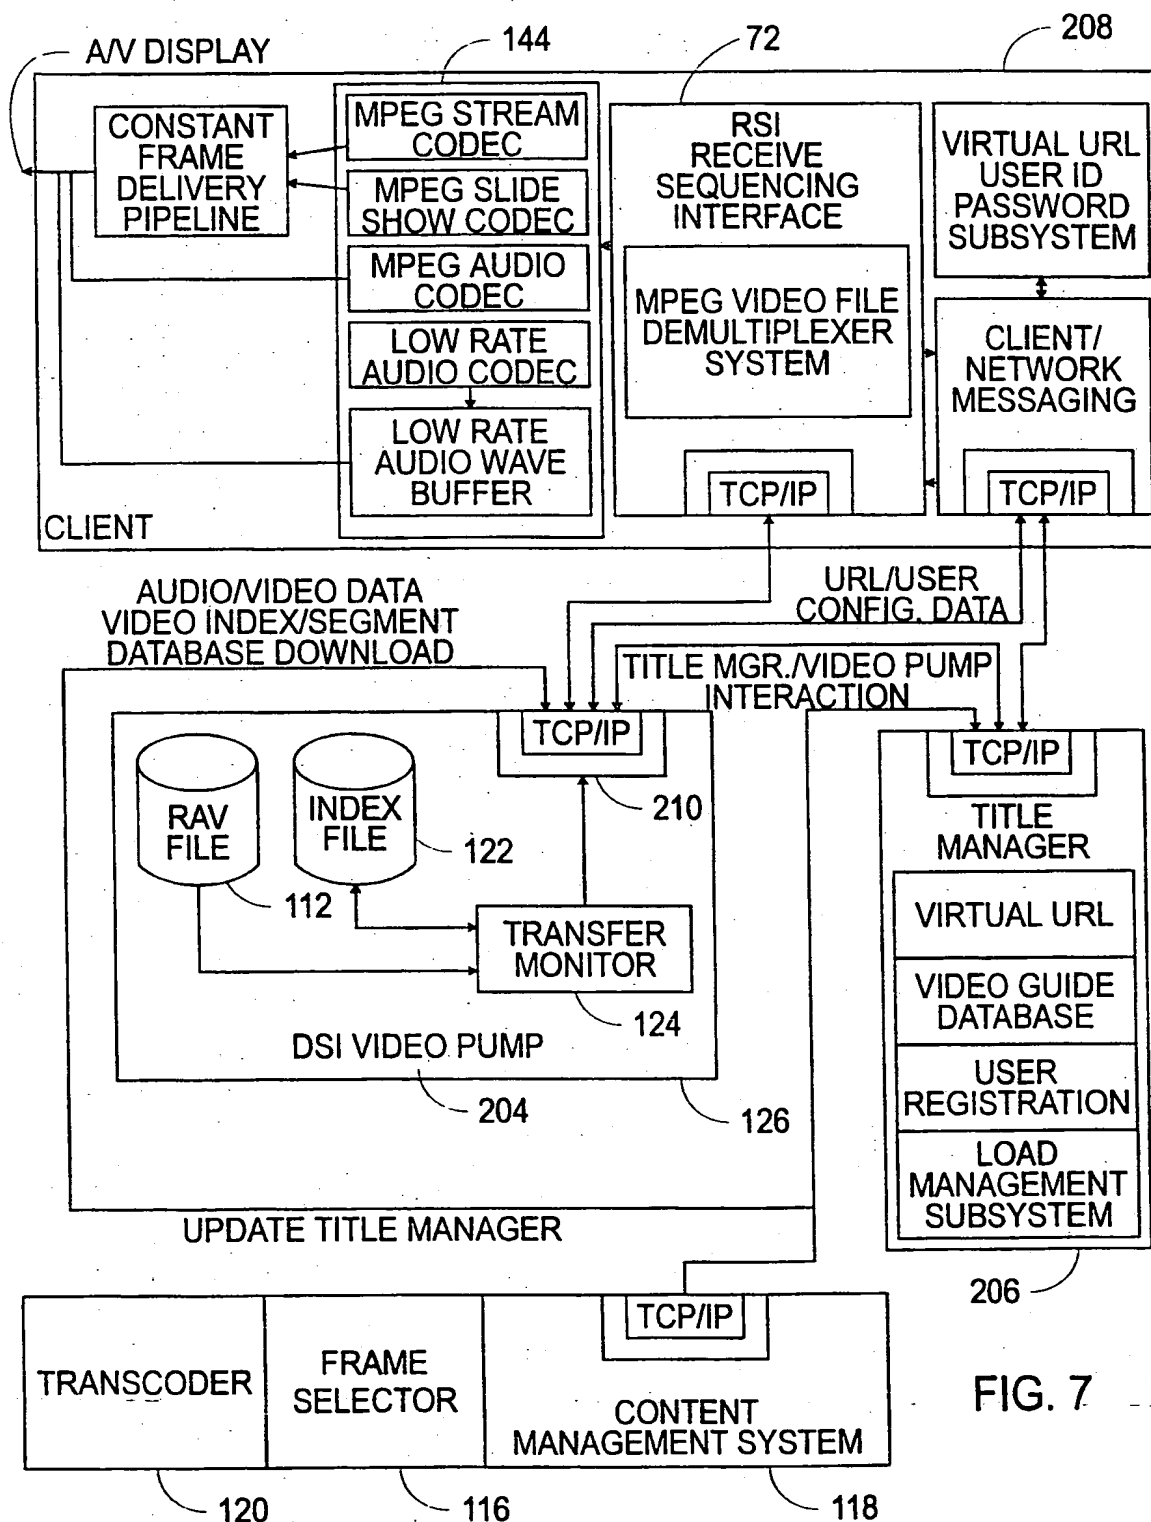 A/V DISPLAY
144
72
208
CONSTANT
FRAME
DELIVERY
PIPELINE
MPEG STREAM
CODEC
MPEG SLIDE
SHOW CODEC
MPEG AUDIO
CODEC
LOW RATE
AUDIO CODEC
LOW RATE
AUDIO WAVE
BUFFER
RSI
RECEIVE
SEQUENCING
INTERFACE
MPEG VIDEO FILE
DEMULTIPLEXER
SYSTEM
TCP/IP
VIRTUAL URL
USER ID
PASSWORD
SUBSYSTEM
CLIENT/
NETWORK
MESSAGING
TCP/IP
CLIENT
AUDIO/VIDEO DATA
VIDEO INDEX/SEGMENT
DATABASE DOWNLOAD
URL/USER
CONFIG. DATA
TITLE MGR./VIDEO PUMP
INTERACTION
TCP/IP
210
RAV
FILE
112
INDEX
FILE
122
TRANSFER
MONITOR
124
DSI VIDEO PUMP
204
126
TCP/IP
TITLE
MANAGER
VIRTUAL URL
VIDEO GUIDE
DATABASE
USER
REGISTRATION
LOAD
MANAGEMENT
SUBSYSTEM
206
UPDATE TITLE MANAGER
TRANSCODER
FRAME
SELECTOR
TCP/IP
CONTENT
MANAGEMENT SYSTEM
120
116
118
FIG. 7